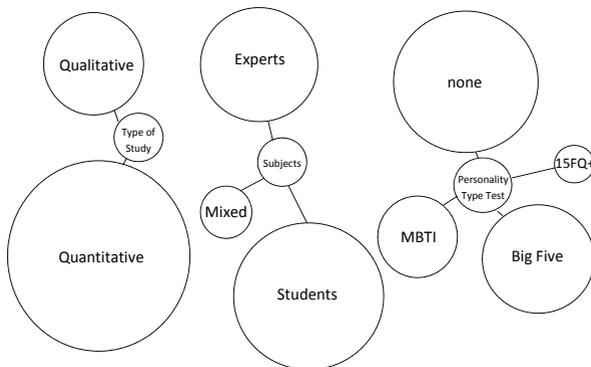 Qualitative
Type of
Study
Quantitative
Experts
Subjects
Mixed
Students
none
15FQ+
Personality
Type Test
MBTI
Big Five